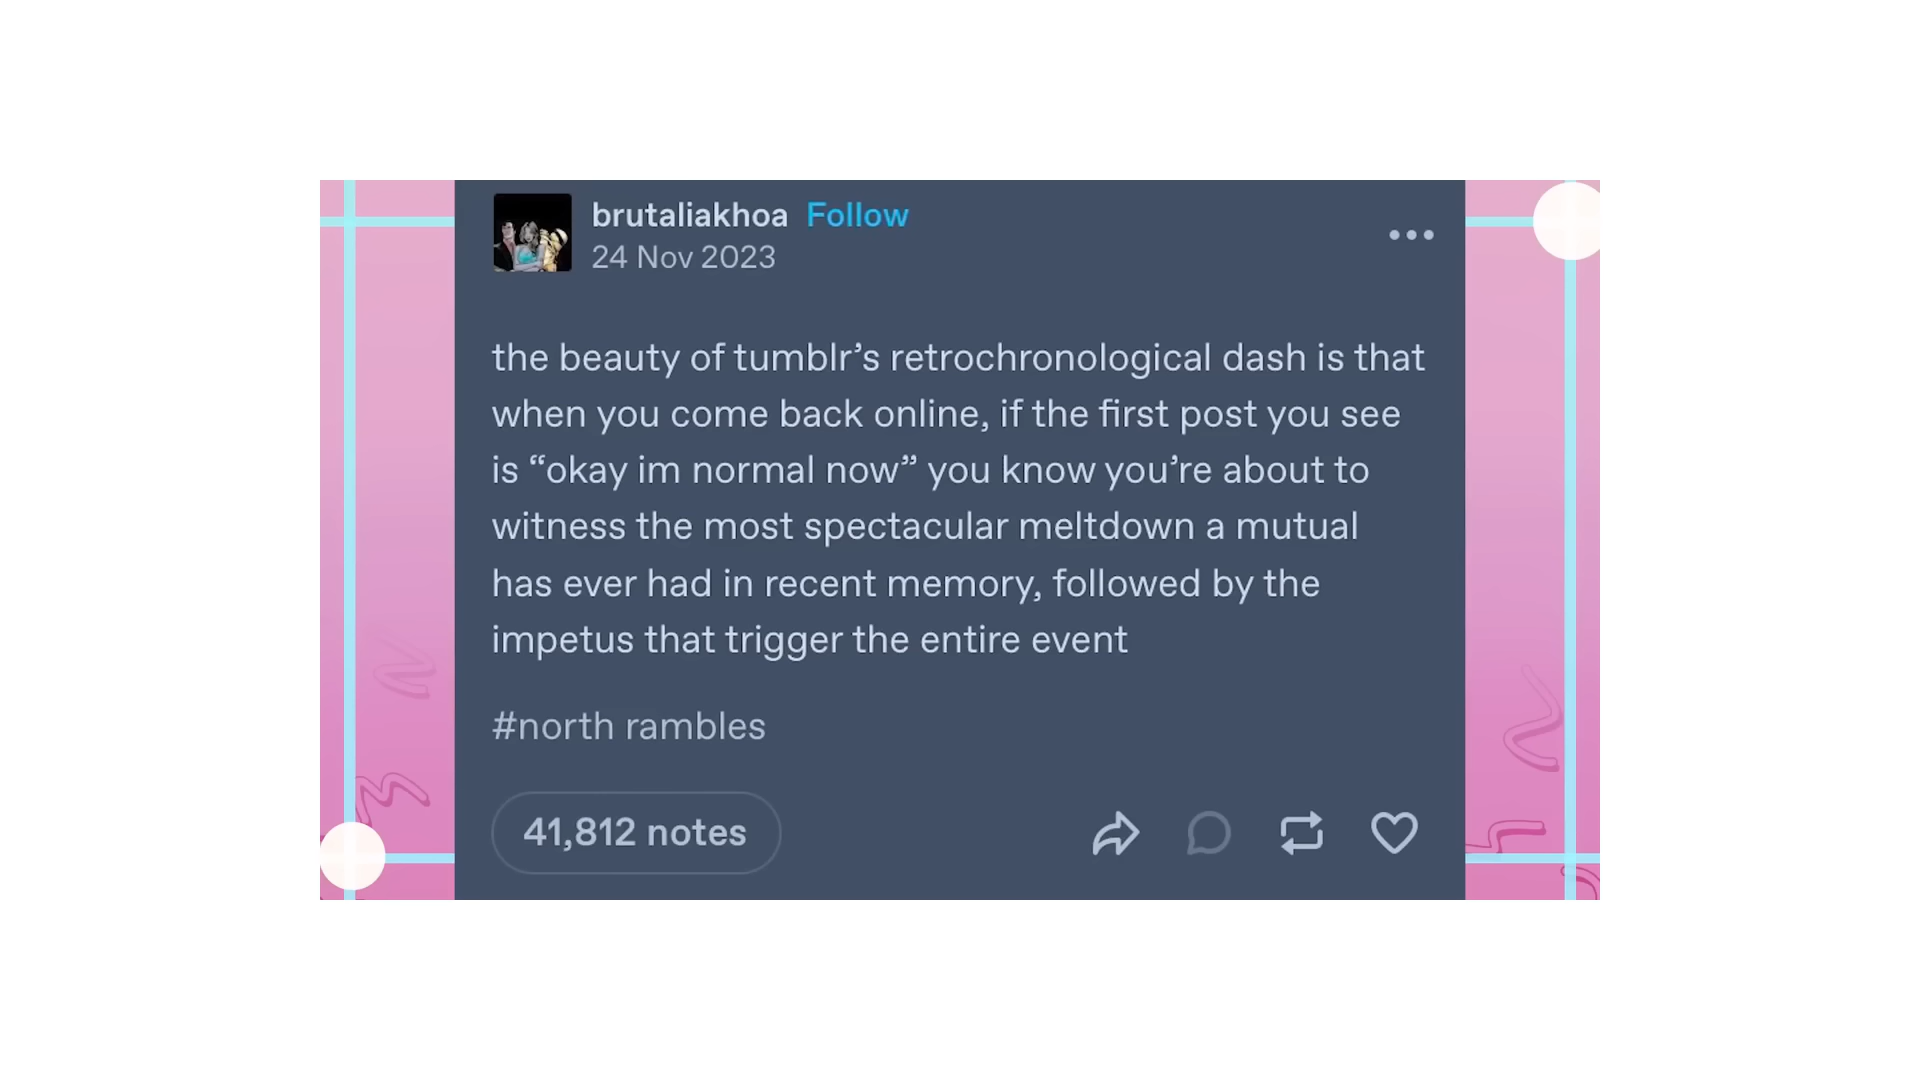 brutaliakhoa Follow
24 Nov 2023
the beauty of tumblr’s retrochronological dash is that
when you come back online, if the first post you see
is “okay im normal now” you know you’re about to
witness the most spectacular meltdown a mutual
has ever had in recent memory, followed by the
impetus that trigger the entire event
#north rambles
41,812 notes